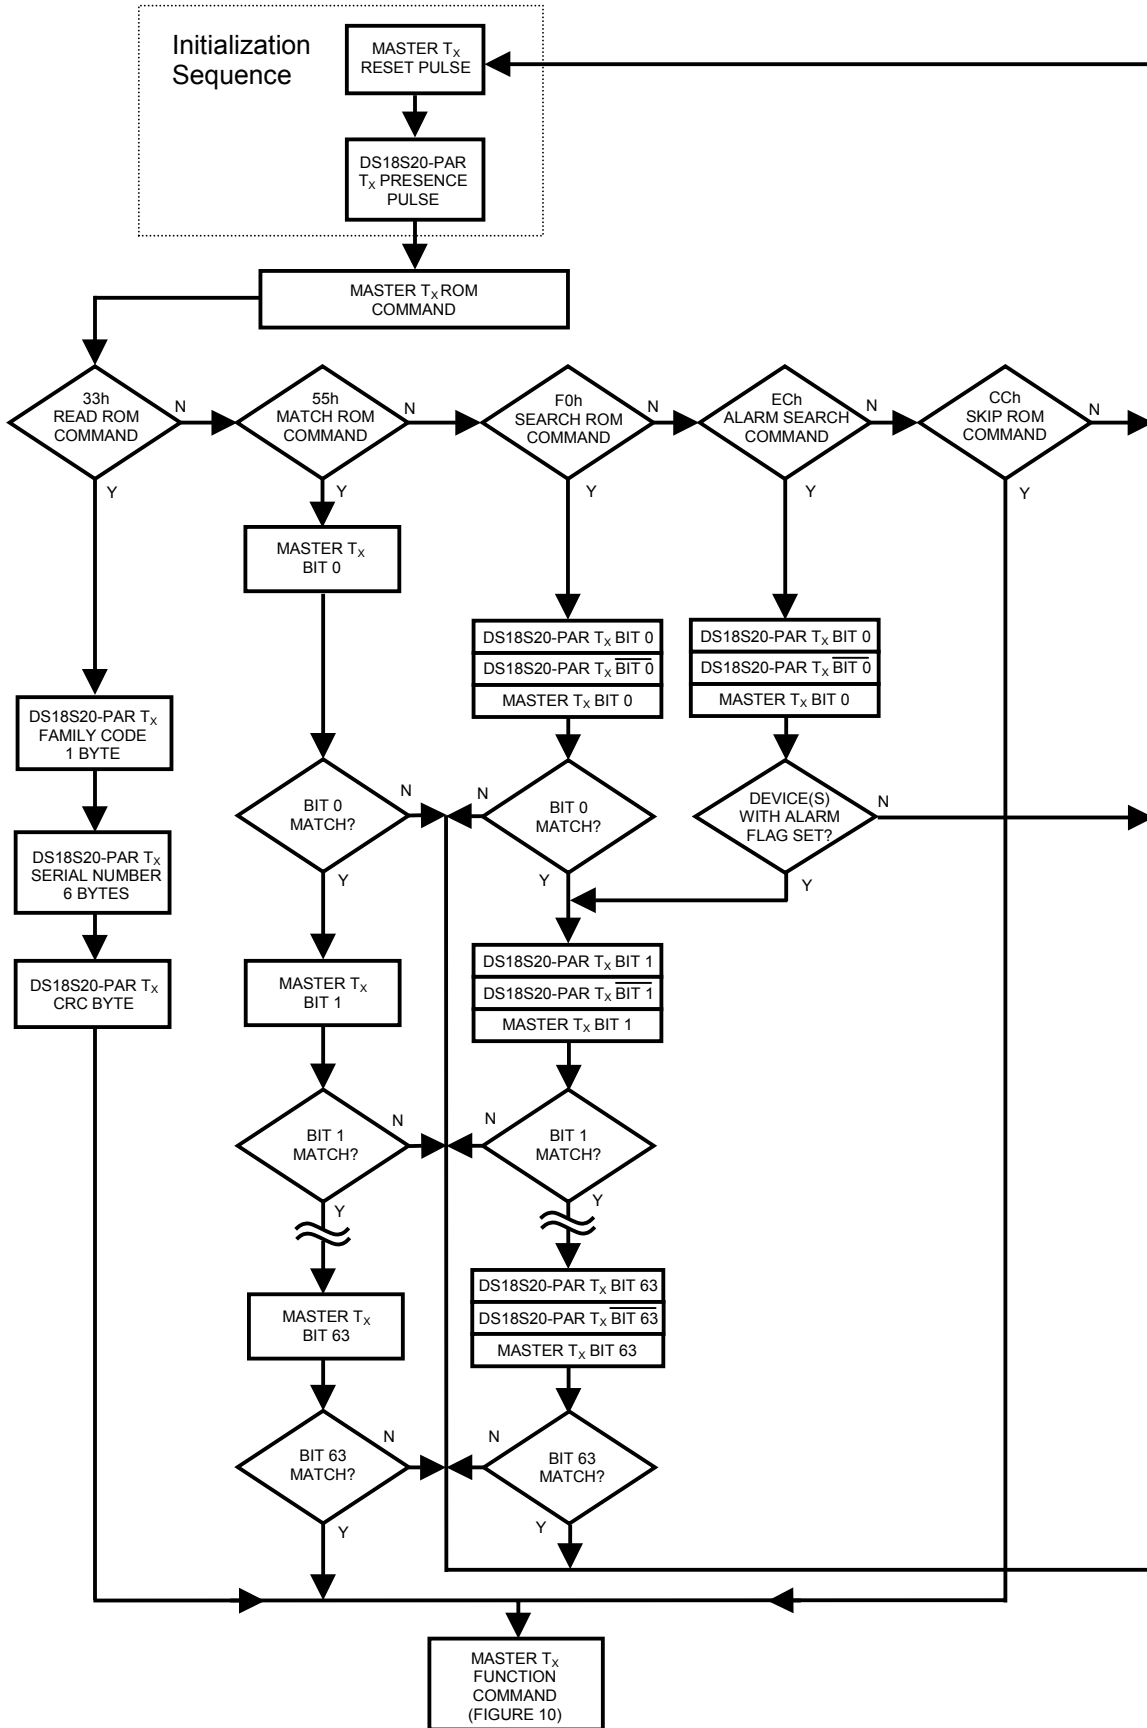 Initialization
Sequence
MASTER TX
RESET PULSE
DS18S20-PAR
TX PRESENCE
PULSE
MASTER TX ROM
COMMAND
33h
READ ROM
COMMAND
N
Y
55h
MATCH ROM
COMMAND
N
Y
F0h
SEARCH ROM
COMMAND
N
Y
ECh
ALARM SEARCH
COMMAND
N
Y
CCh
SKIP ROM
COMMAND
N
Y
MASTER TX
BIT 0
DS18S20-PAR TX BIT 0
DS18S20-PAR TX BIT 0
MASTER TX BIT 0
DS18S20-PAR TX BIT 0
DS18S20-PAR TX BIT 0
MASTER TX BIT 0
DS18S20-PAR TX
FAMILY CODE
1 BYTE
BIT 0
MATCH?
N
Y
BIT 0
MATCH?
N
Y
DEVICE(S)
WITH ALARM
FLAG SET?
N
Y
DS18S20-PAR TX
SERIAL NUMBER
6 BYTES
DS18S20-PAR TX
CRC BYTE
MASTER TX
BIT 1
DS18S20-PAR TX BIT 1
DS18S20-PAR TX BIT 1
MASTER TX BIT 1
BIT 1
MATCH?
N
Y
BIT 1
MATCH?
N
Y
MASTER TX
BIT 63
DS18S20-PAR TX BIT 63
DS18S20-PAR TX BIT 63
MASTER TX BIT 63
BIT 63
MATCH?
N
Y
BIT 63
MATCH?
N
Y
MASTER TX
FUNCTION
COMMAND
(FIGURE 10)